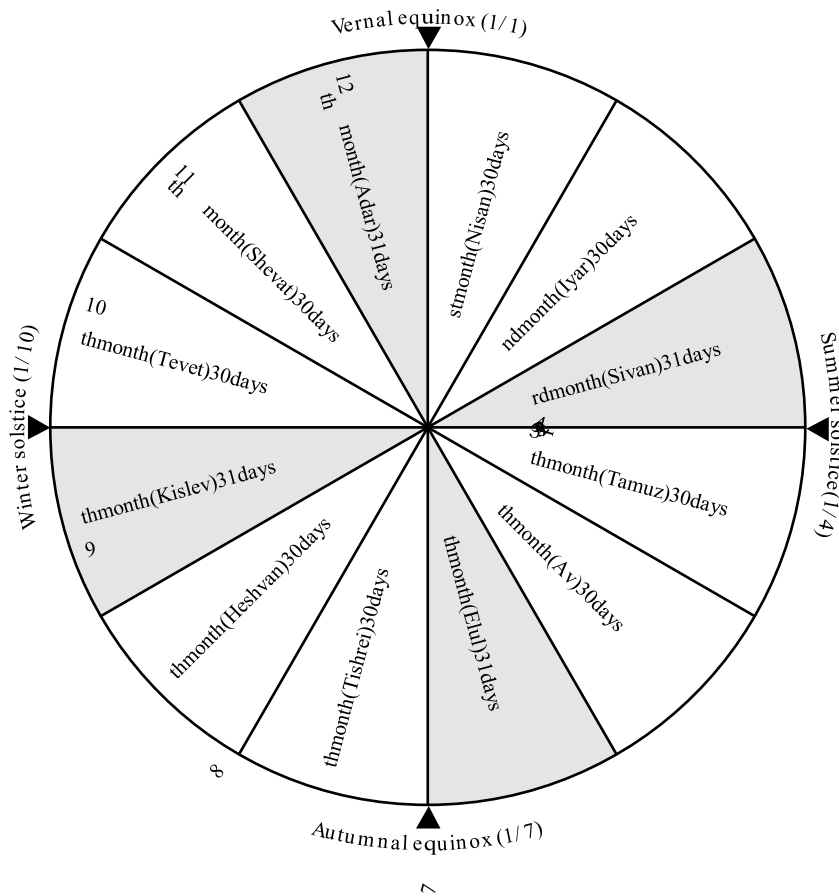 Vernal equinox (1/1)
stmonth(Nisan)30days
ndmonth(Iyar)30days
rdmonth(Sivan)31days
Summer solstice(1/4)
thmonth(Tamuz)30days
thmonth(Av)30days
thmonth(Elul)31days
Autumnal equinox (1/7)
7
thmonth(Tishrei)30days
8
thmonth(Heshvan)30days
9
thmonth(Kislev)31days
Winter solstice (1/10)
10
thmonth(Tevet)30days
11
th
month(Shevat)30days
12
th
month(Adar)31days